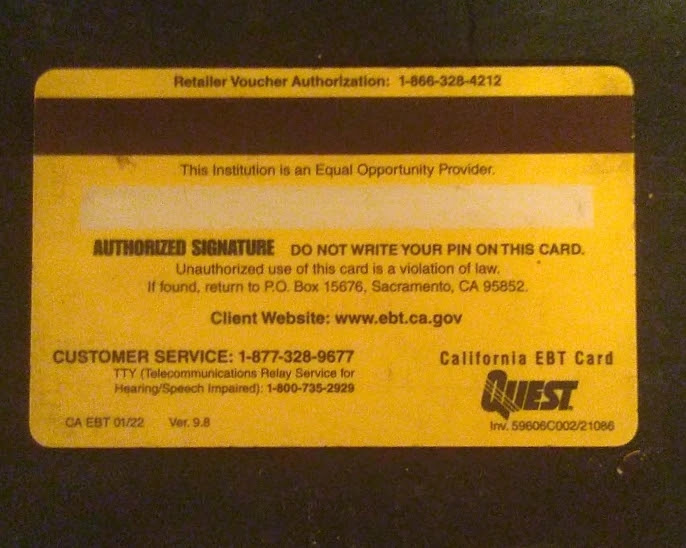 Retailer Voucher Authorization: 1-866-328-4212
This Institution is an Equal Opportunity Provider.
AUTHORIZED SIGNATURE DO NOT WRITE YOUR PIN ON THIS CARD.
Unauthorized use of this card is a violation of law.
If found, return to P.O. Box 15676, Sacramento, CA 95852.
Client Website: www.ebt.ca.gov
CUSTOMER SERVICE: 1-877-328-9677
TTY (Telecommunications Relay Service for
Hearing/Speech Impaired): 1-800-735-2929
California EBT Card
QUEST
CA EBT 01/22 Ver. 9.8
Inv. 59606C002/21086